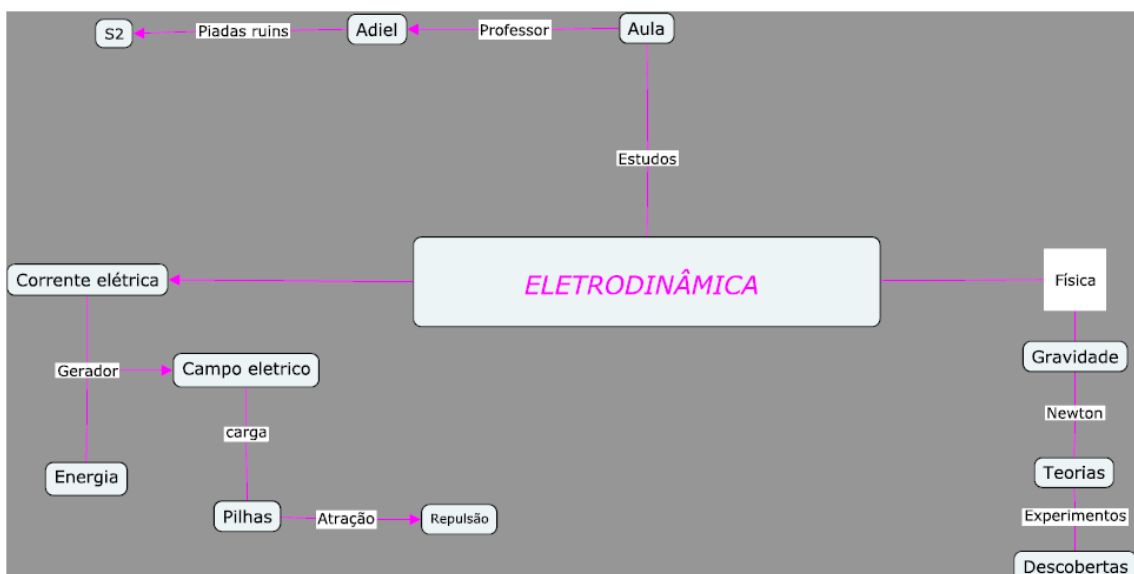 S2
Piadas ruins
Adiel
Professor
Aula
Estudos
ELETRODINÂMICA
Corrente elétrica
Física
Gerador
Campo eletrico
Gravidade
carga
Newton
Energia
Teorias
Pilhas
Atração
Repulsão
Experimentos
Descobertas